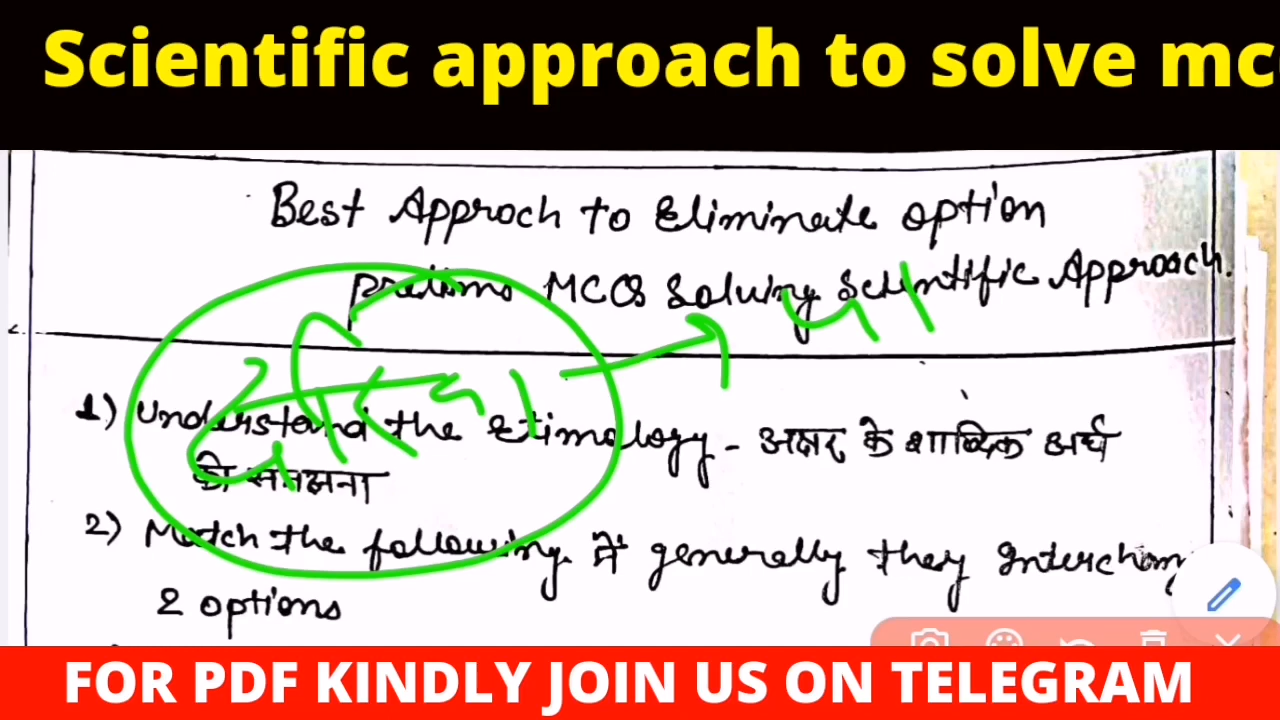 Scientific approach to solve mc
Best Approch to Eliminate option
prelims MCQS Solving Scientific Approach.
1) Understand the Etimology - अक्षर के शाब्दिक अर्थ
को समझना
2) Match the following में generally they Interchang
2 options
FOR PDF KINDLY JOIN US ON TELEGRAM